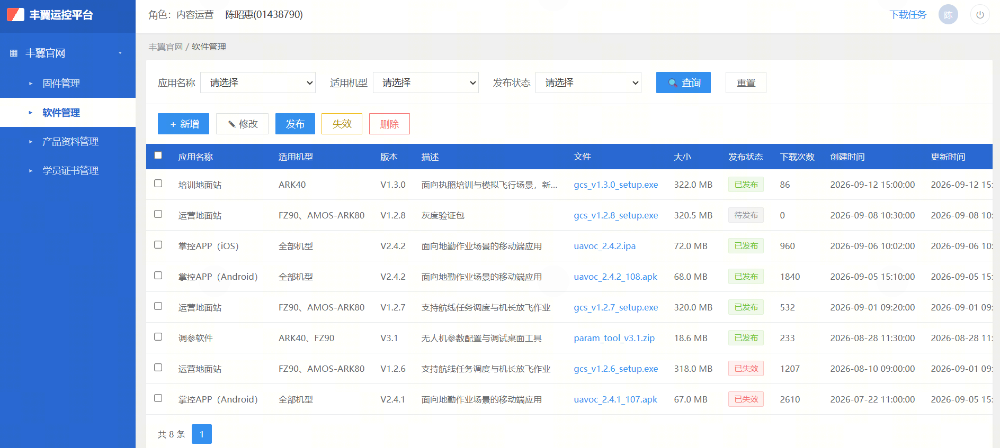 丰翼运控平台
角色：内容运营 陈昭惠(01438790)
下载任务 陈
丰翼官网
固件管理
软件管理
产品资料管理
学员证书管理
丰翼官网 / 软件管理
应用名称 请选择 适用机型 请选择 发布状态 请选择 查询 重置
+ 新增 修改 发布 失效 删除
应用名称 适用机型 版本 描述 文件 大小 发布状态 下载次数 创建时间 更新时间
培训地面站 ARK40 V1.3.0 面向执照培训与模拟飞行场景，新... gcs_v1.3.0_setup.exe 322.0 MB 已发布 86 2026-09-12 15:00:00 2026-09-12 15:
运营地面站 FZ90、AMOS-ARK80 V1.2.8 灰度验证包 gcs_v1.2.8_setup.exe 320.5 MB 待发布 0 2026-09-08 10:30:00 2026-09-08 10:
掌控APP（iOS） 全部机型 V2.4.2 面向地勤作业场景的移动端应用 uavoc_2.4.2.ipa 72.0 MB 已发布 960 2026-09-06 10:02:00 2026-09-06 10:
掌控APP（Android） 全部机型 V2.4.2 面向地勤作业场景的移动端应用 uavoc_2.4.2_108.apk 68.0 MB 已发布 1840 2026-09-05 15:10:00 2026-09-05 15:
运营地面站 FZ90、AMOS-ARK80 V1.2.7 支持航线任务调度与机长放飞作业 gcs_v1.2.7_setup.exe 320.0 MB 已发布 532 2026-09-01 09:20:00 2026-09-01 09:
调参软件 ARK40、FZ90 V3.1 无人机参数配置与调试桌面工具 param_tool_v3.1.zip 18.6 MB 已发布 233 2026-08-28 11:30:00 2026-08-28 11:
运营地面站 FZ90、AMOS-ARK80 V1.2.6 支持航线任务调度与机长放飞作业 gcs_v1.2.6_setup.exe 318.0 MB 已失效 1207 2026-08-10 09:00:00 2026-09-01 09:
掌控APP（Android） 全部机型 V2.4.1 面向地勤作业场景的移动端应用 uavoc_2.4.1_107.apk 67.0 MB 已失效 2610 2026-07-22 11:00:00 2026-09-05 15:
共 8 条 1